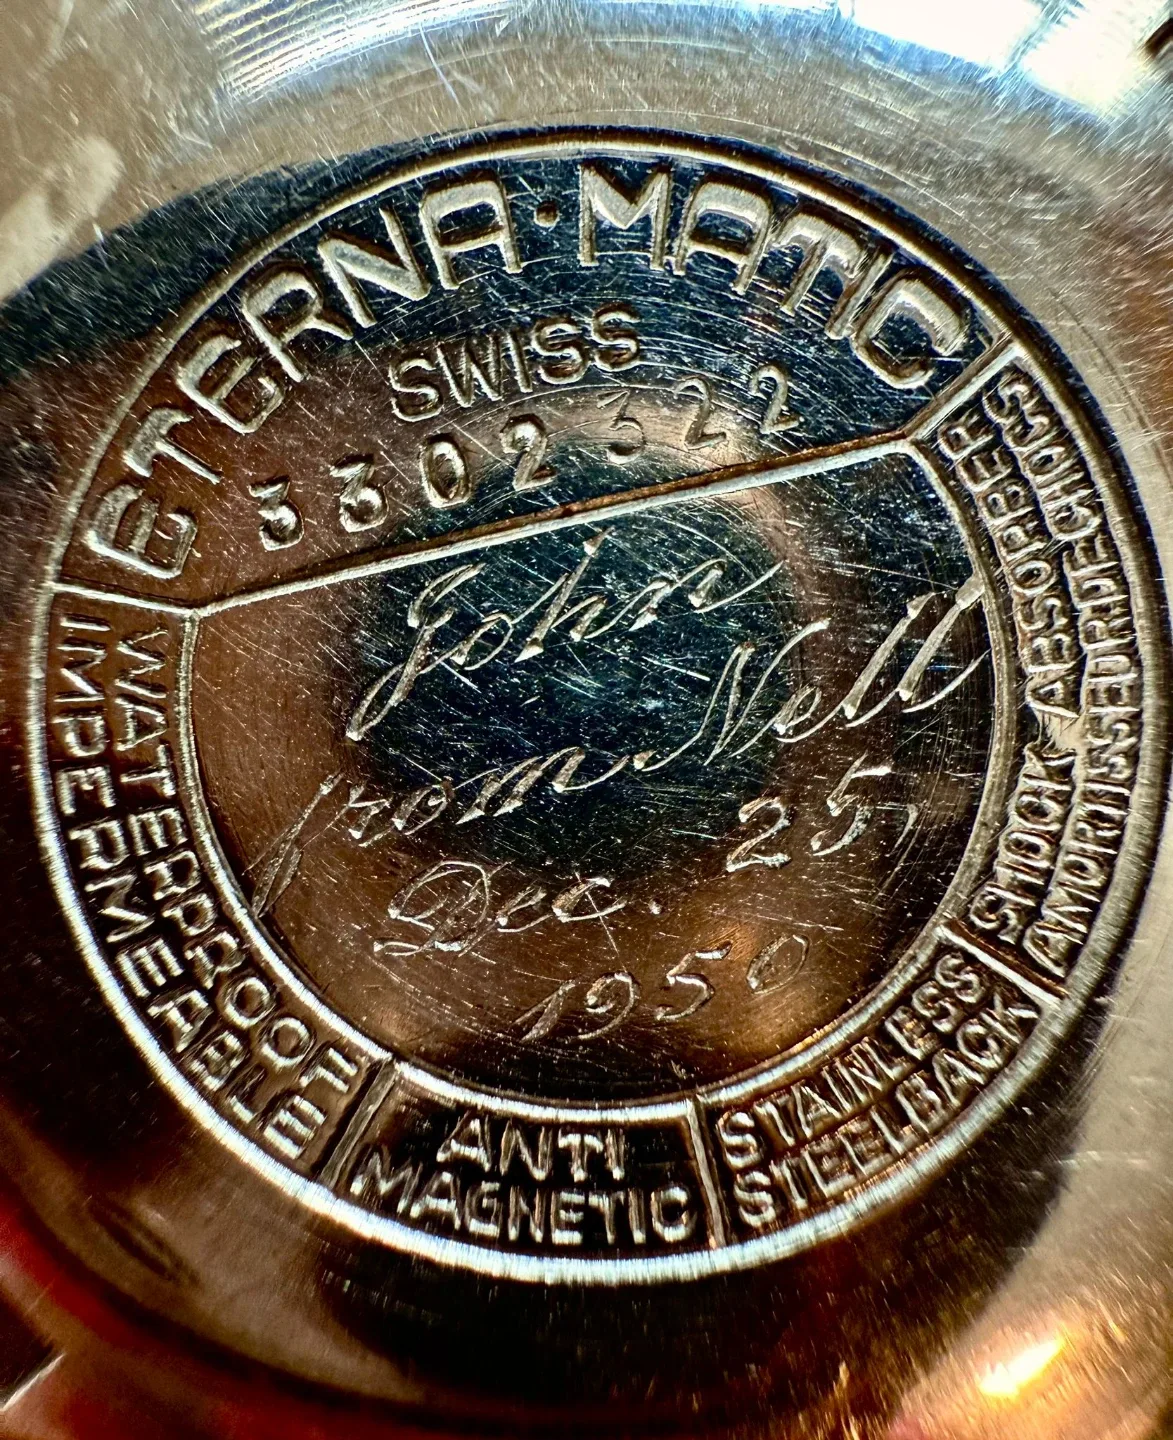 ETERNA·MATIC
SWISS
3302322
John
from Nell
Dec. 25,
1950
SHOCK ABSORBER
AMORTISSEUR DE CHOCS
STAINLESS
STEELBACK
ANTI
MAGNETIC
WATERPROOF
IMPERMEABLE